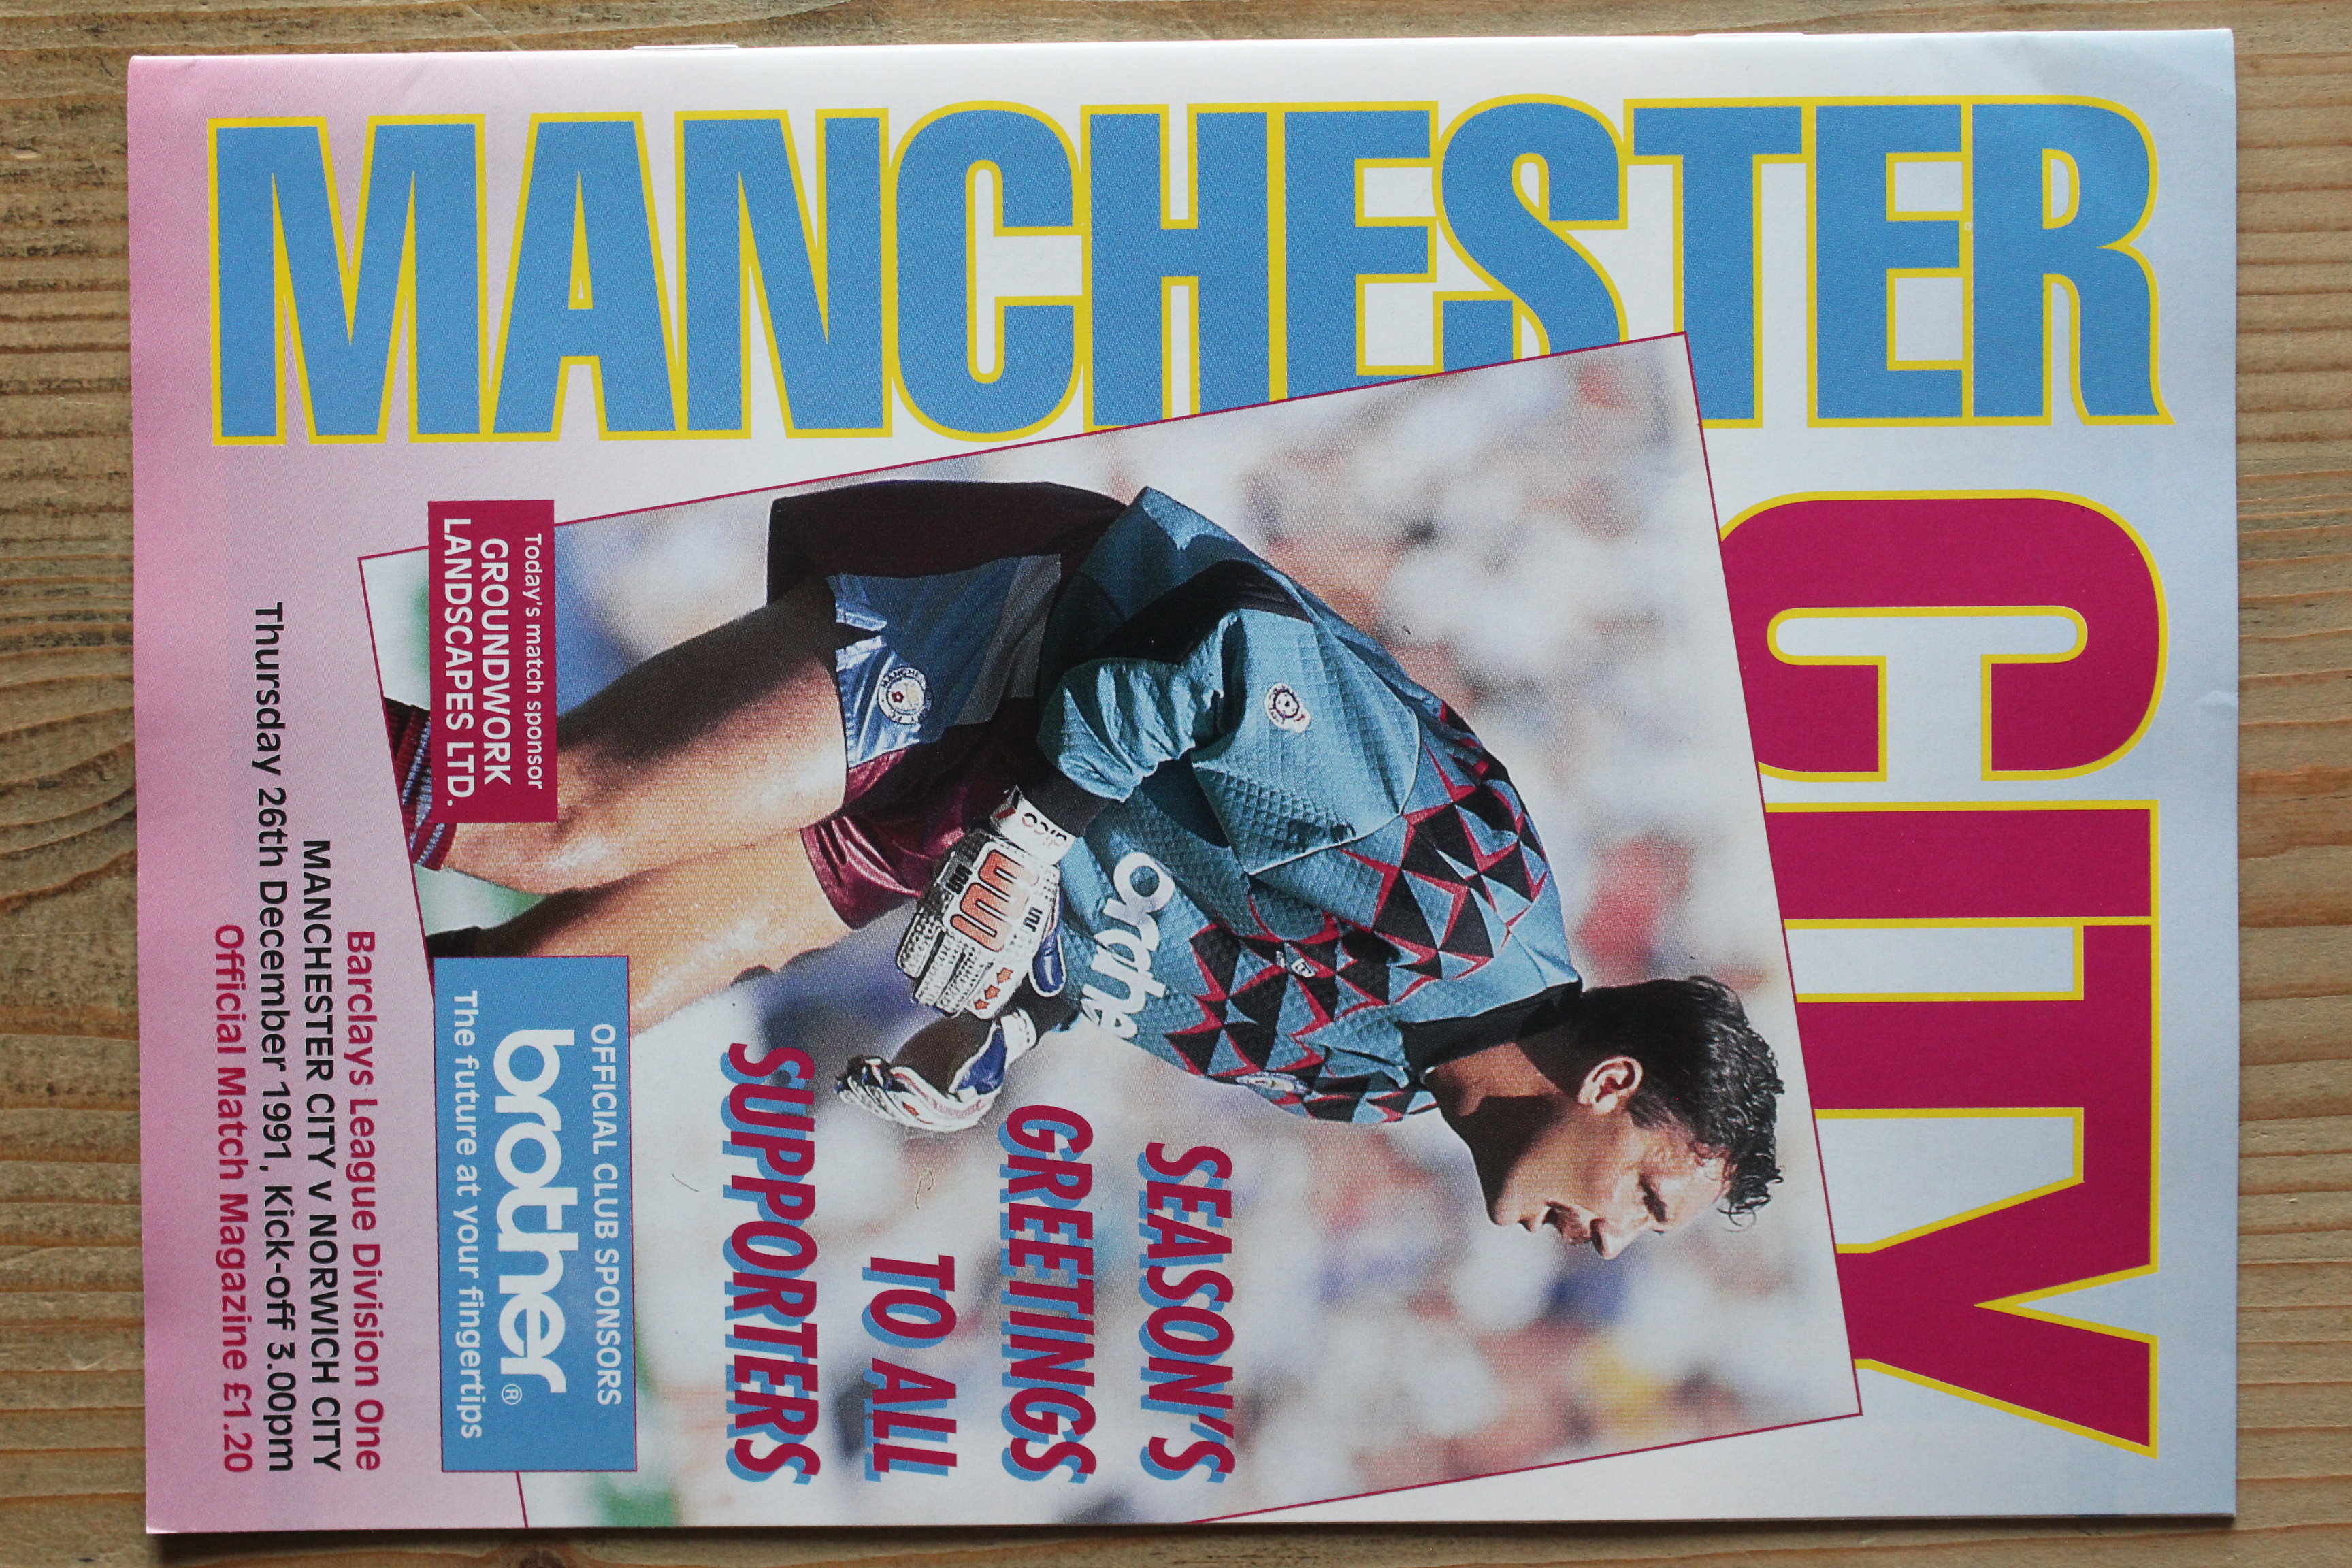 MANCHESTER
CITY
brother
uhlsport
SEASON'S
GREETINGS
TO ALL
SUPPORTERS
Today's match sponsor
GROUNDWORK
LANDSCAPES LTD.
OFFICIAL CLUB SPONSORS
brother®
The future at your fingertips
Barclays League Division One
MANCHESTER CITY v NORWICH CITY
Thursday 26th December 1991, Kick-off 3.00pm
Official Match Magazine £1.20